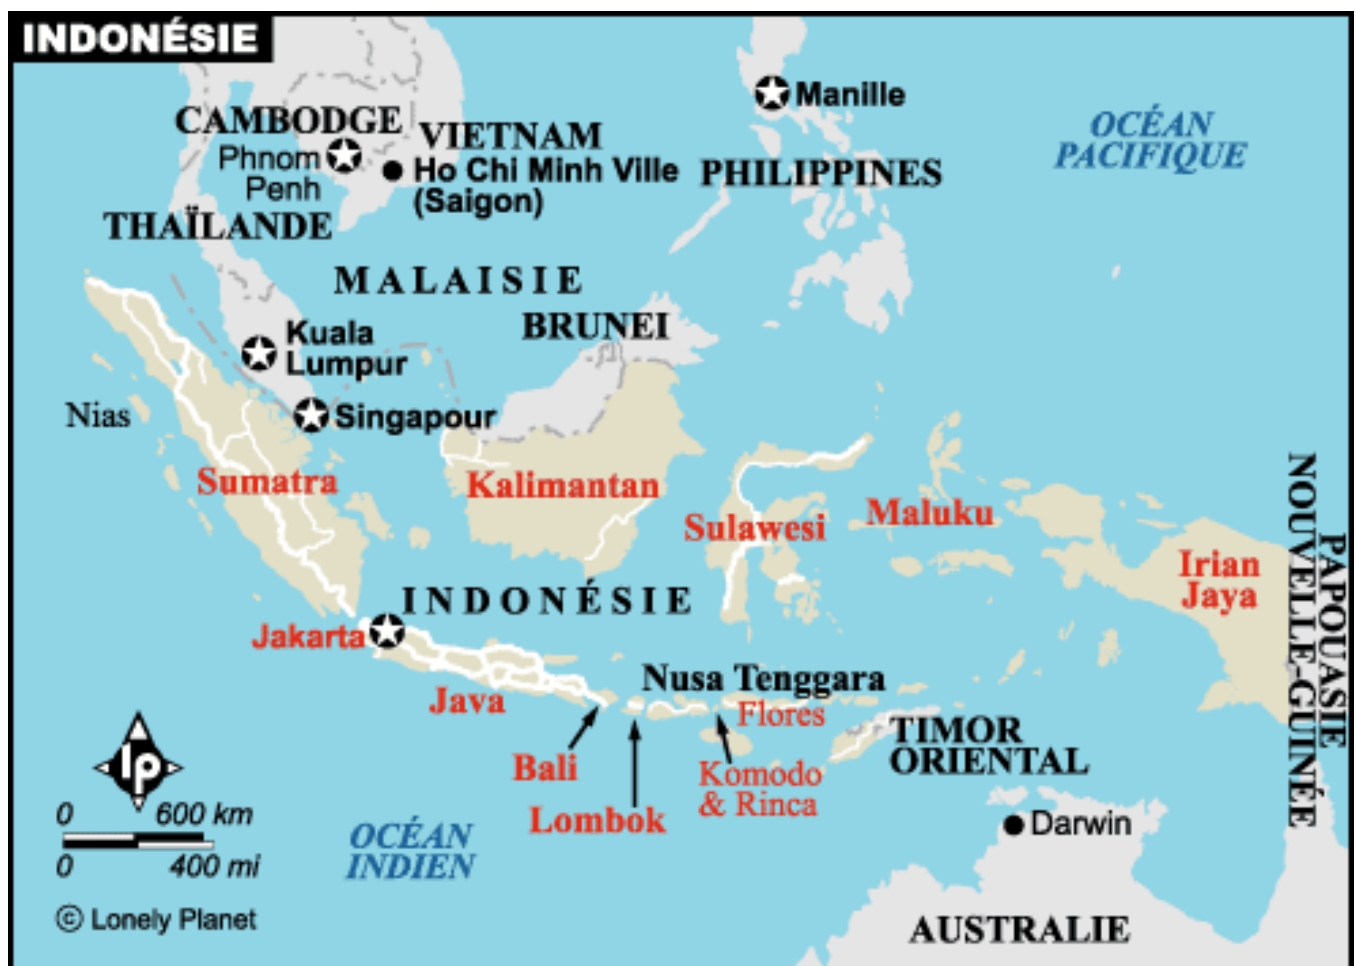 INDONÉSIE
Manille
OCÉAN
PACIFIQUE
CAMBODGE
VIETNAM
Phnom
Penh
Ho Chi Minh Ville
(Saigon)
PHILIPPINES
THAÏLANDE
MALAISIE
BRUNEI
Kuala
Lumpur
Nias
Singapour
Sumatra
Kalimantan
Sulawesi
Maluku
Irian
Jaya
PAPOUASIE
NOUVELLE-GUINÉE
INDONÉSIE
Jakarta
Java
Nusa Tenggara
Flores
TIMOR
ORIENTAL
Bali
Lombok
Komodo
& Rinca
lp
0 600 km
0 400 mi
OCÉAN
INDIEN
Darwin
© Lonely Planet
AUSTRALIE